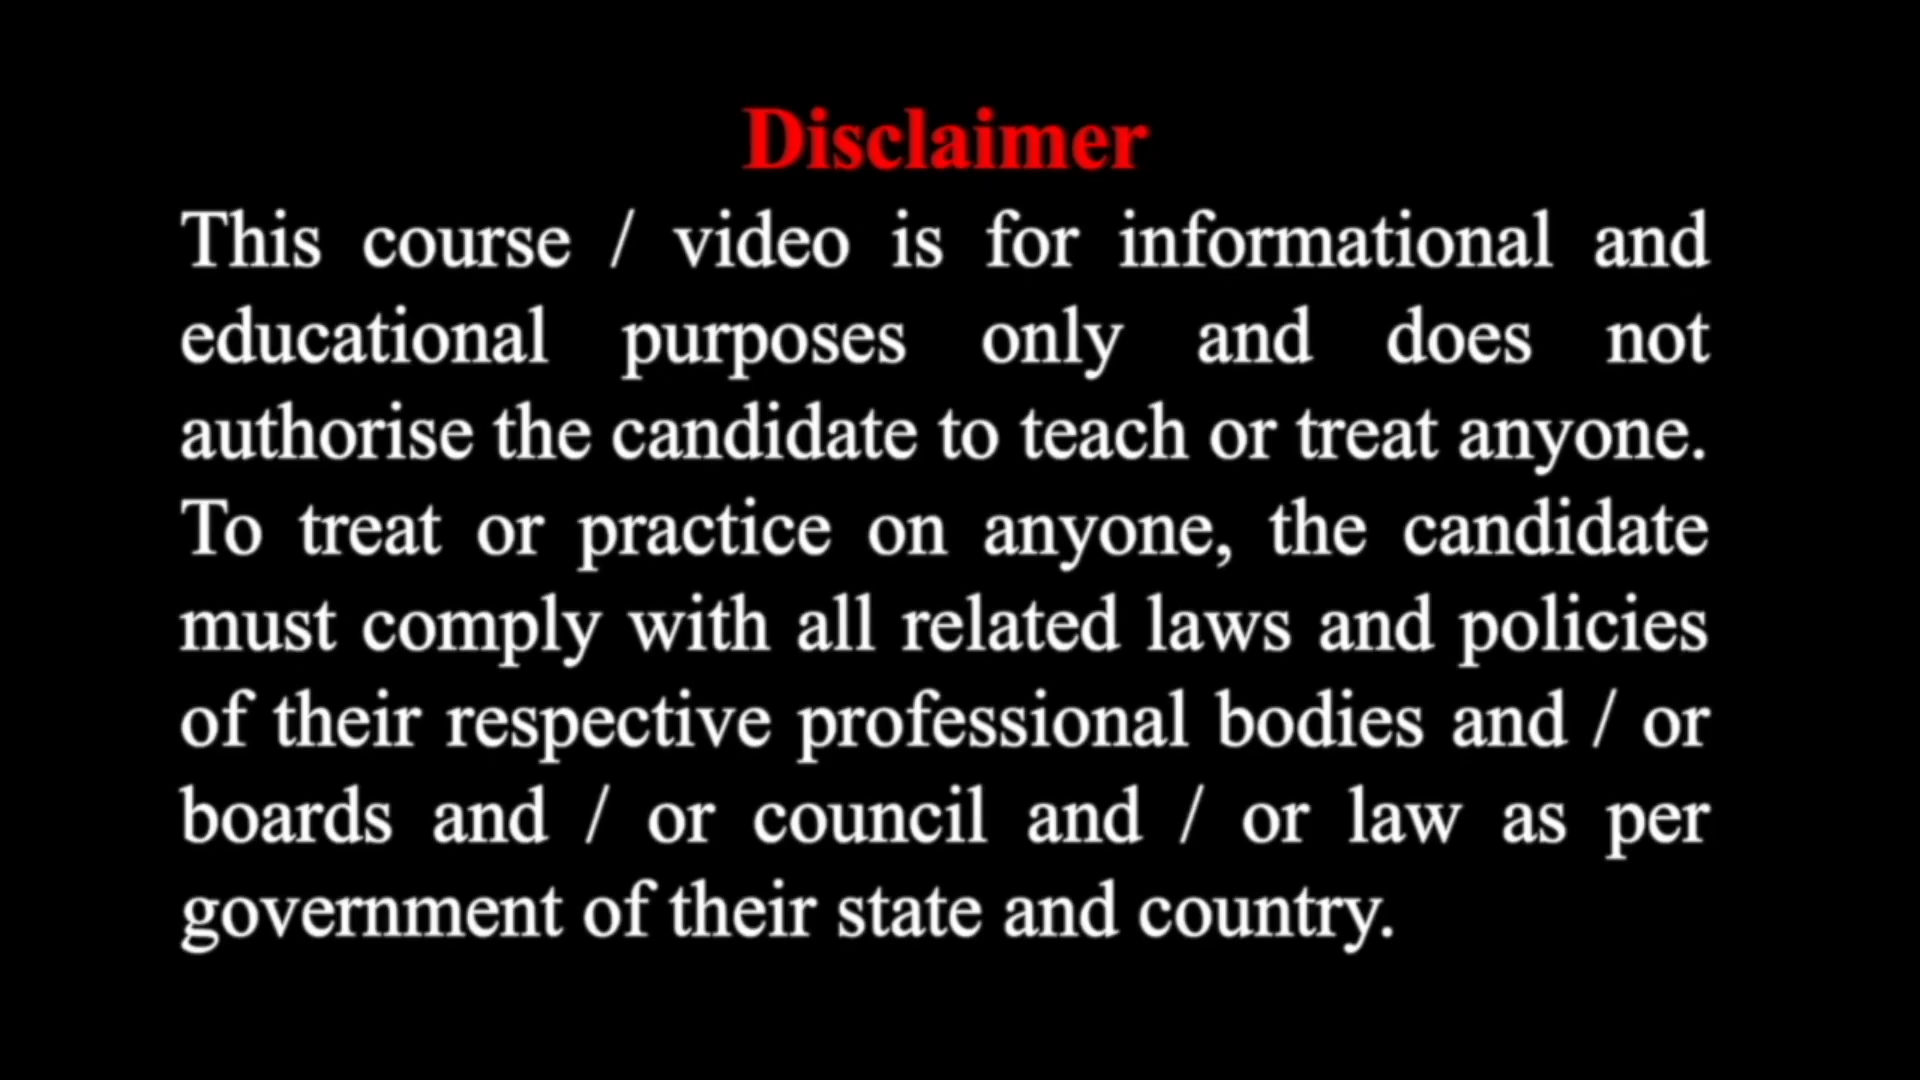 Disclaimer
This course / video is for informational and
educational purposes only and does not
authorise the candidate to teach or treat anyone.
To treat or practice on anyone, the candidate
must comply with all related laws and policies
of their respective professional bodies and / or
boards and / or council and / or law as per
government of their state and country.